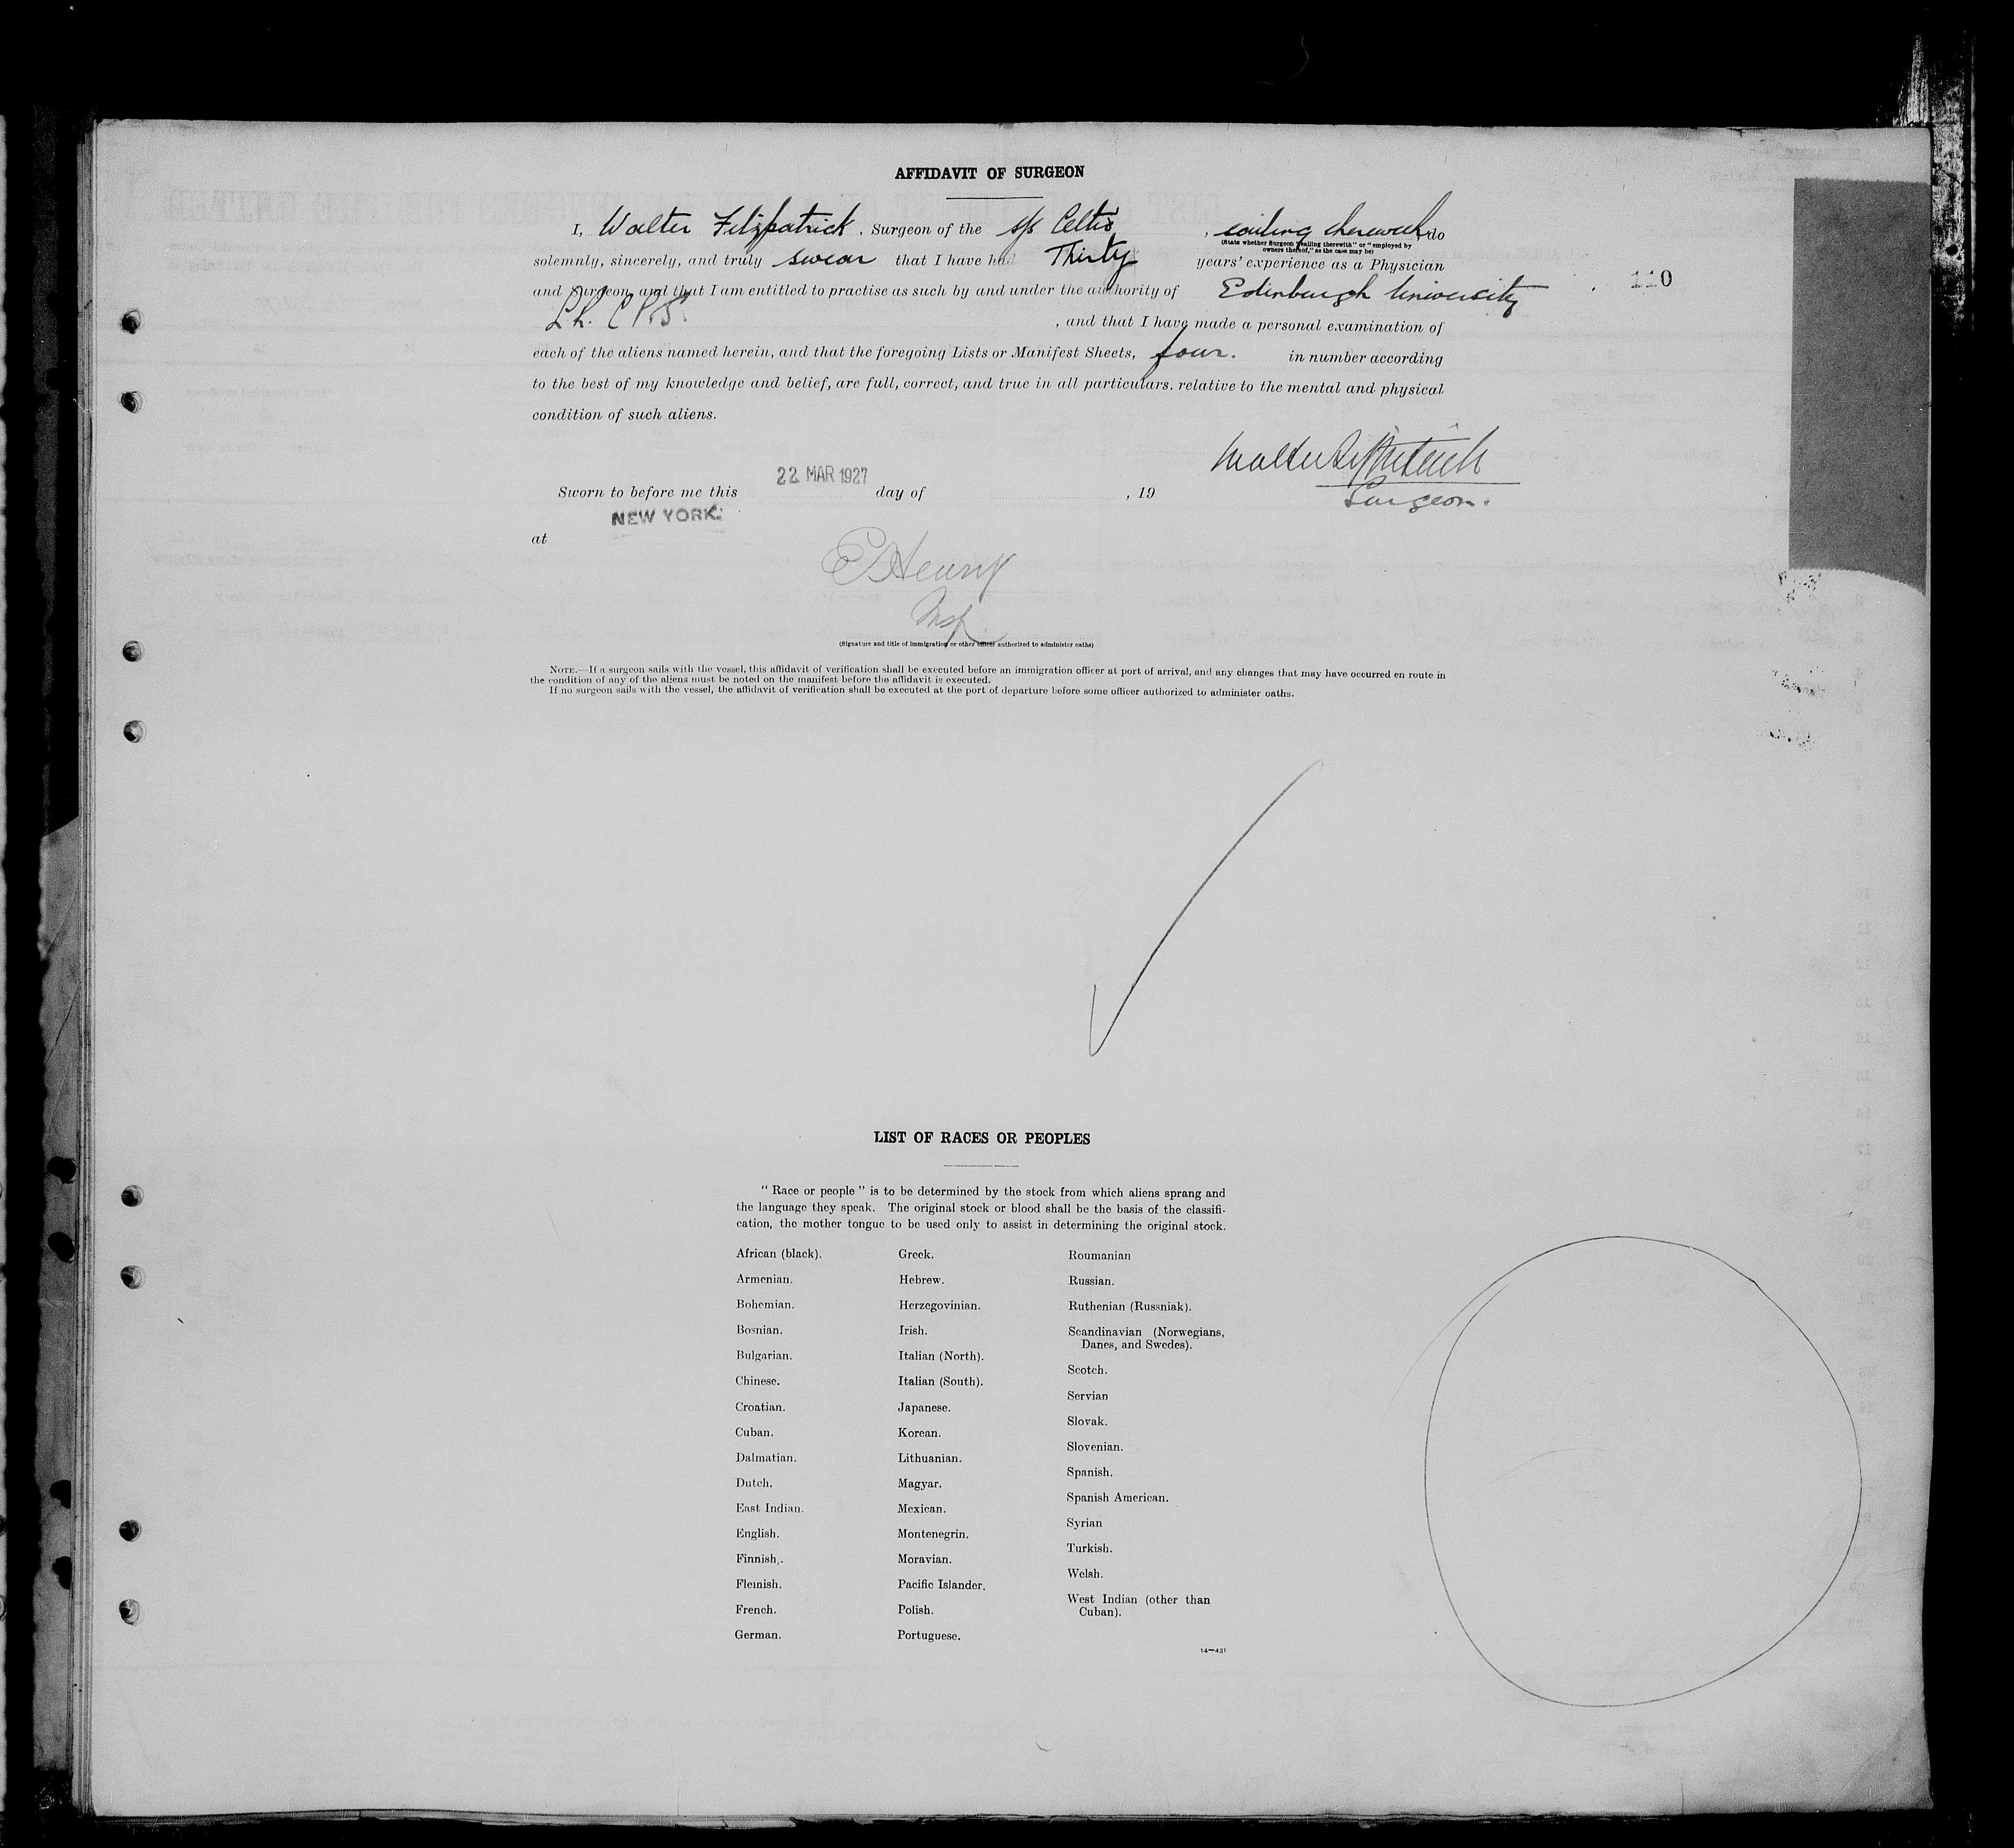 AFFIDAVIT OF SURGEON
I, Walter Fitzpatrick, Surgeon of the s/s Celtic, sailing therewith, do
(State whether Surgeon "sailing therewith" or "employed by
owners thereof," as the case may be)
solemnly, sincerely, and truly swear that I have had Thirty years' experience as a Physician
110
and Surgeon, and that I am entitled to practise as such by and under the authority of Edinburgh University
, and that I have made a personal examination of
each of the aliens named herein, and that the foregoing Lists or Manifest Sheets, four. in number according
to the best of my knowledge and belief, are full, correct, and true in all particulars, relative to the mental and physical
condition of such aliens.
Walter Fitzpatrick
Surgeon.
22 MAR 1927
Sworn to before me this day of , 19
NEW YORK.
at
Henry
Insp
(Signature and title of immigration or other officer authorized to administer oaths)
NOTE.—If a surgeon sails with the vessel, this affidavit of verification shall be executed before an immigration officer at port of arrival, and any changes that may have occurred en route in
the condition of any of the aliens must be noted on the manifest before the affidavit is executed.
If no surgeon sails with the vessel, the affidavit of verification shall be executed at the port of departure before some officer authorized to administer oaths.
LIST OF RACES OR PEOPLES
"Race or people" is to be determined by the stock from which aliens sprang and
the language they speak. The original stock or blood shall be the basis of the classifi-
cation, the mother tongue to be used only to assist in determining the original stock.
African (black).
Armenian.
Bohemian.
Bosnian.
Bulgarian.
Chinese.
Croatian.
Cuban.
Dalmatian.
Dutch.
East Indian.
English.
Finnish.
Flemish.
French.
German.
Greek.
Hebrew.
Herzegovinian.
Irish.
Italian (North).
Italian (South).
Japanese.
Korean.
Lithuanian.
Magyar.
Mexican.
Montenegrin.
Moravian.
Pacific Islander.
Polish.
Portuguese.
Roumanian
Russian.
Ruthenian (Russniak).
Scandinavian (Norwegians,
Danes, and Swedes).
Scotch.
Servian
Slovak.
Slovenian.
Spanish.
Spanish American.
Syrian
Turkish.
Welsh.
West Indian (other than
Cuban).
14—431